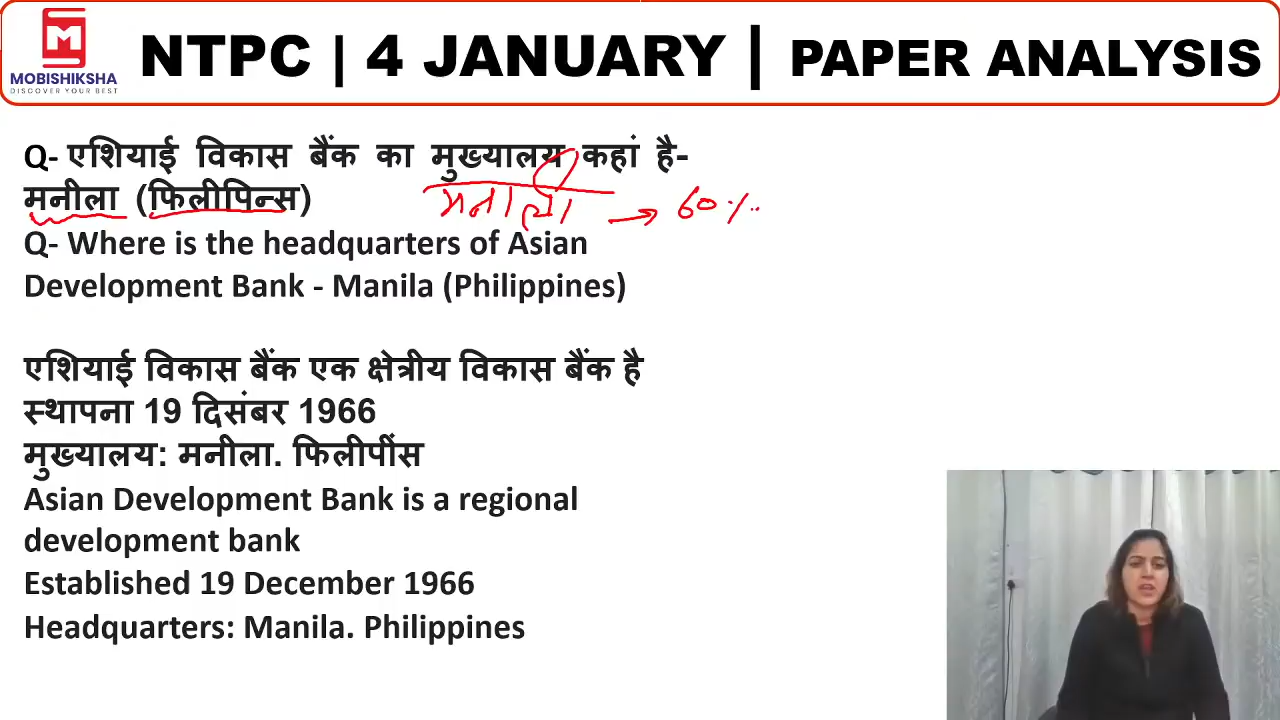 MOBISHIKSHA
DISCOVER YOUR BEST
NTPC | 4 JANUARY | PAPER ANALYSIS
Q- एशियाई विकास बैंक का मुख्यालय कहां है-
मनीला (फिलीपिन्स)
मनाली → 60%
Q- Where is the headquarters of Asian
Development Bank - Manila (Philippines)
एशियाई विकास बैंक एक क्षेत्रीय विकास बैंक है
स्थापना 19 दिसंबर 1966
मुख्यालय: मनीला. फिलीपींस
Asian Development Bank is a regional
development bank
Established 19 December 1966
Headquarters: Manila. Philippines